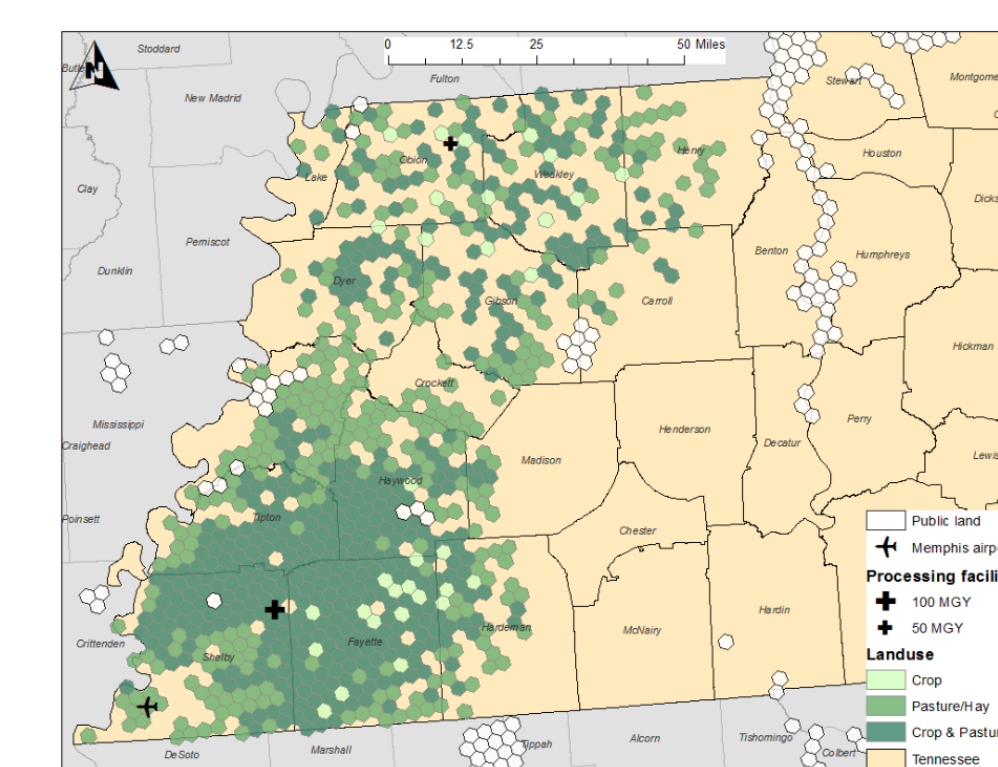 0 12.5 25 50 Miles
Stoddard
Fulton
Stewart
Montgome
New Madrid
N
Houston
Obion
Henry
Weakley
Lake
Clay
Dicks
Pemiscot
Benton
Humphreys
Dunklin
Dyer
Gibson
Carroll
Hickman
Crockett
Mississippi
Perry
Henderson
Craighead
Decatur
Madison
Lewis
Haywood
Tipton
Poinsett
Chester
Public land
Memphis airp
Processing facili
100 MGY
50 MGY
Hardin
Hardeman
McNairy
Crittenden
Fayette
Shelby
Landuse
Crop
Pasture/Hay
Crop & Pastur
Tennessee
DeSoto
Marshall
Tippah
Alcorn
Tishomingo
Colbert